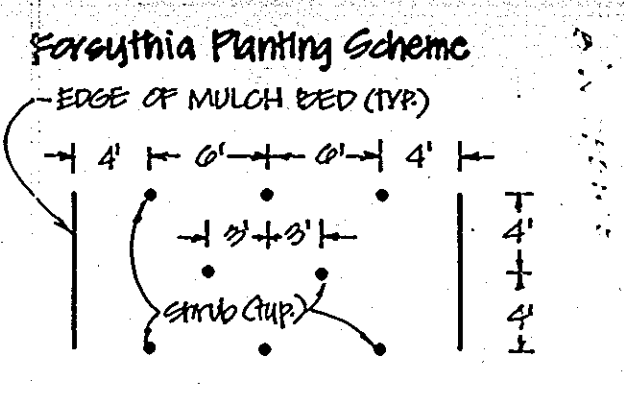 Forsythia Planting Scheme
EDGE OF MULCH BED (TYP.)
4' 6' 6' 4'
3' 3'
4'
Shrub (typ.)
4'